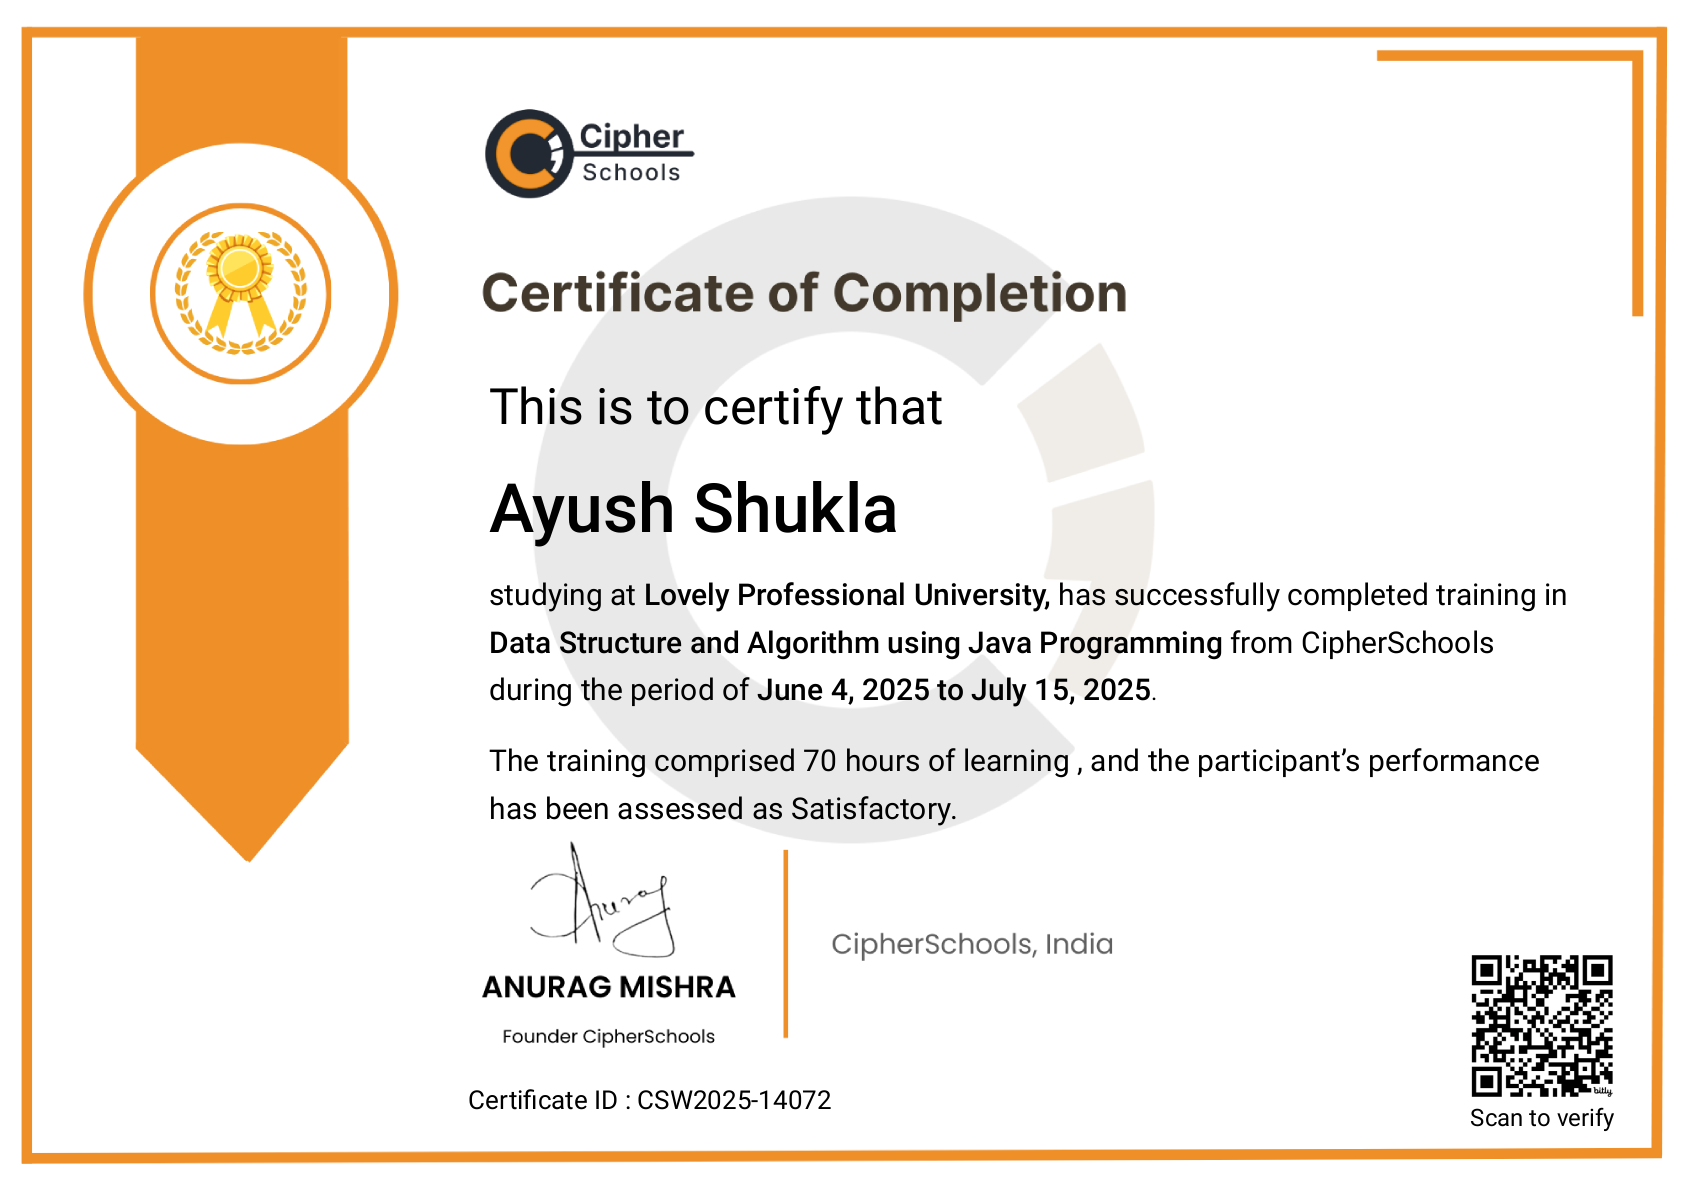 Cipher
Schools
Certificate of Completion
This is to certify that
Ayush Shukla
studying at Lovely Professional University, has successfully completed training in
Data Structure and Algorithm using Java Programming from CipherSchools
during the period of June 4, 2025 to July 15, 2025.
The training comprised 70 hours of learning , and the participant’s performance
has been assessed as Satisfactory.
Anurag
ANURAG MISHRA
Founder CipherSchools
CipherSchools, India
Certificate ID : CSW2025-14072
bitly
Scan to verify